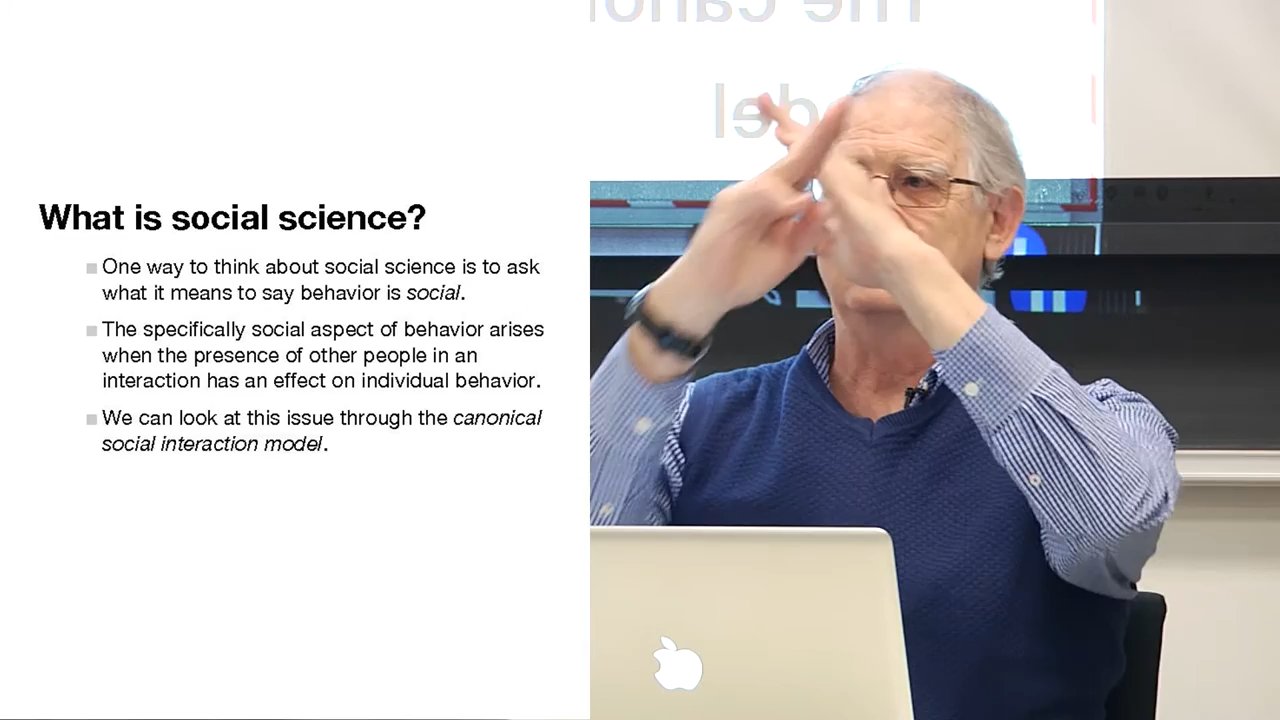 What is social science?
One way to think about social science is to ask
what it means to say behavior is social.
The specifically social aspect of behavior arises
when the presence of other people in an
interaction has an effect on individual behavior.
We can look at this issue through the canonical
social interaction model.